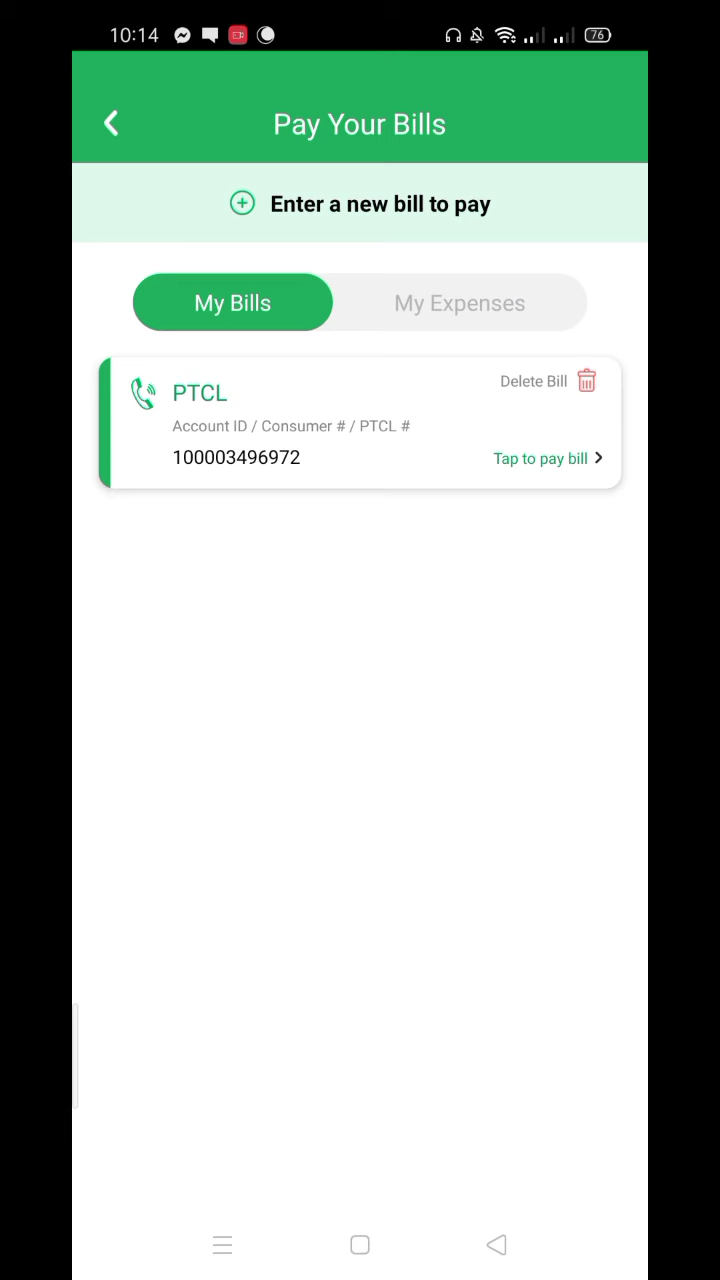 10:14
76
Pay Your Bills
Enter a new bill to pay
My Bills
My Expenses
PTCL
Delete Bill
Account ID / Consumer # / PTCL #
100003496972
Tap to pay bill